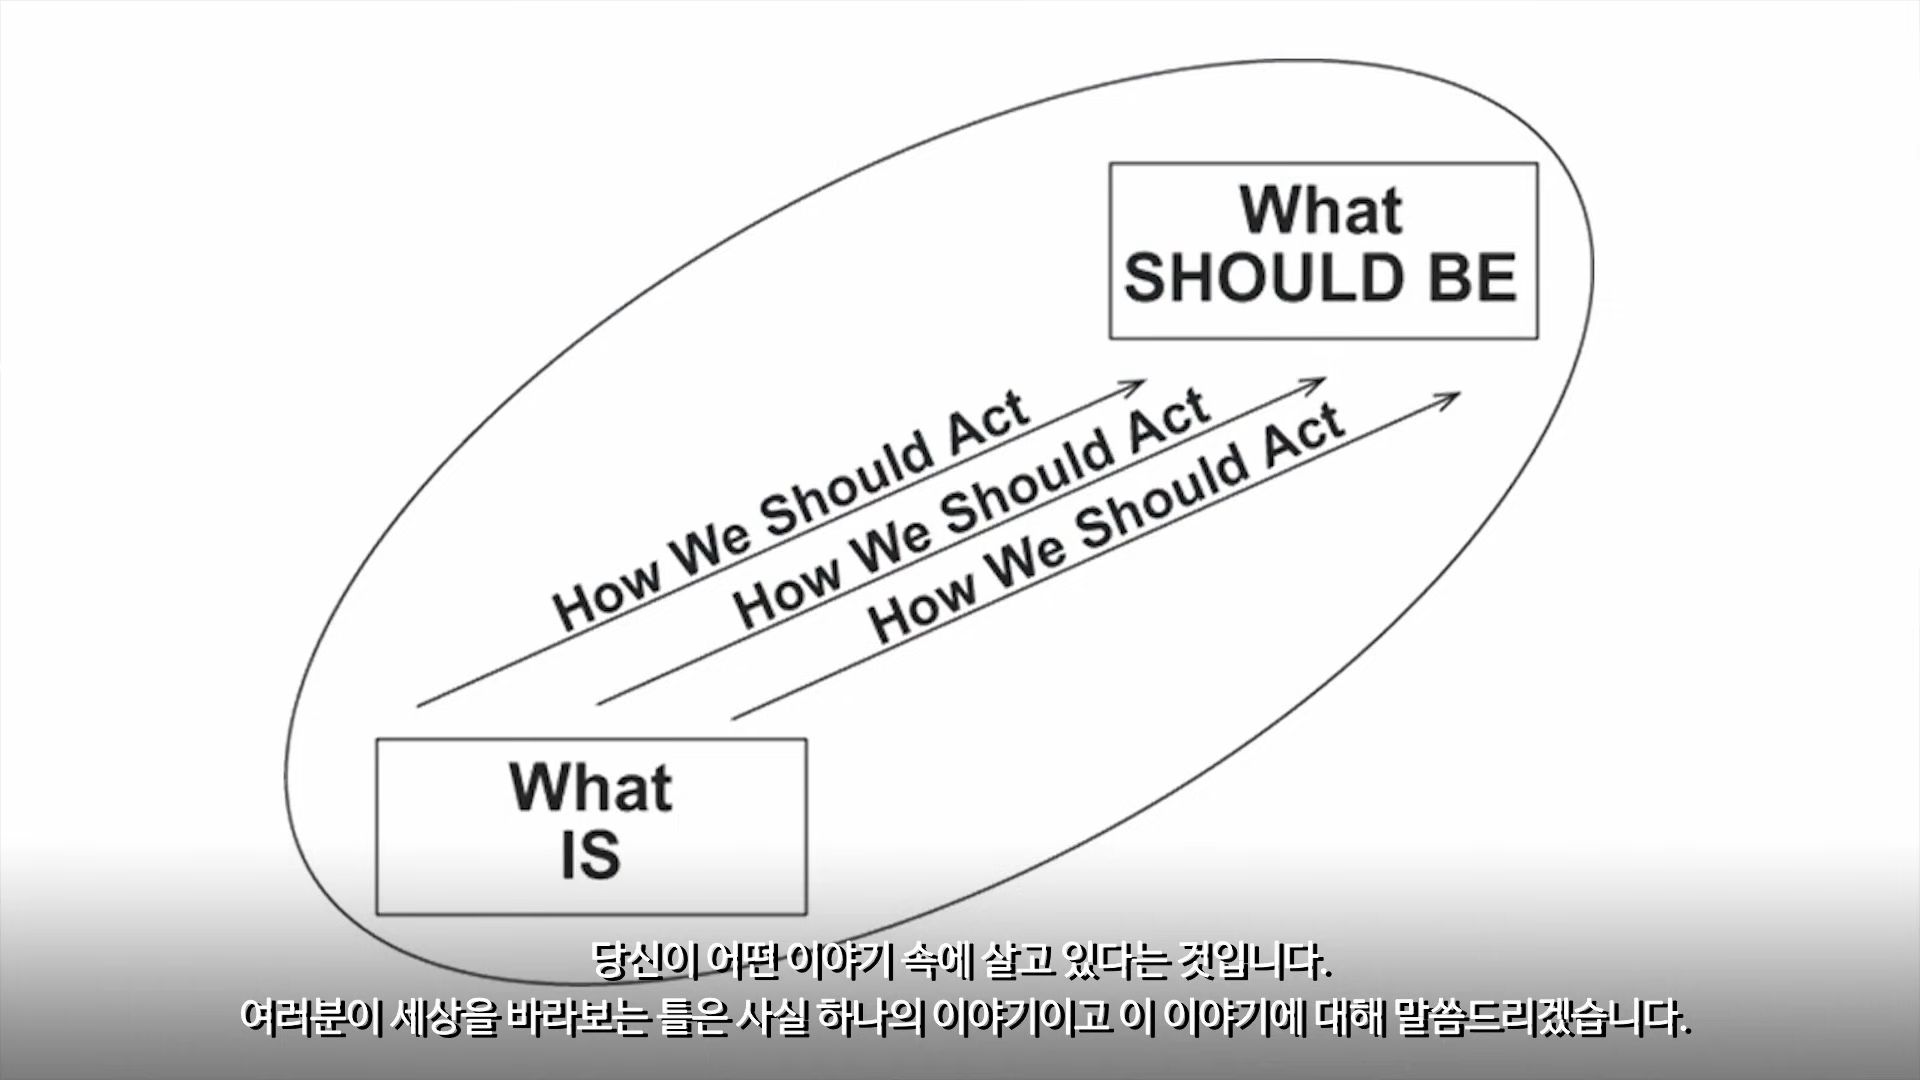 What
SHOULD BE
How We Should Act
How We Should Act
How We Should Act
What
IS
당신이 어떤 이야기 속에 살고 있다는 것입니다.
여러분이 세상을 바라보는 틀은 사실 하나의 이야기이고 이 이야기에 대해 말씀드리겠습니다.